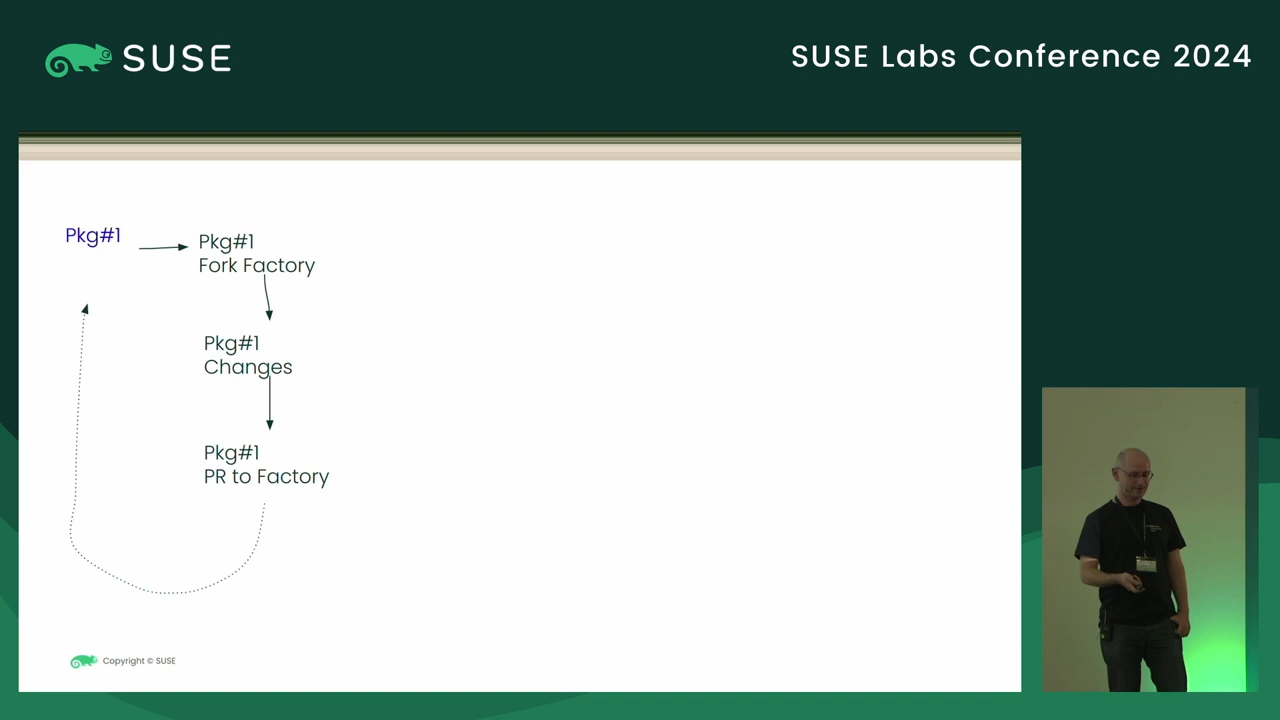 SUSE
SUSE Labs Conference 2024
Pkg#1
Pkg#1
Fork Factory
Pkg#1
Changes
Pkg#1
PR to Factory
Copyright © SUSE